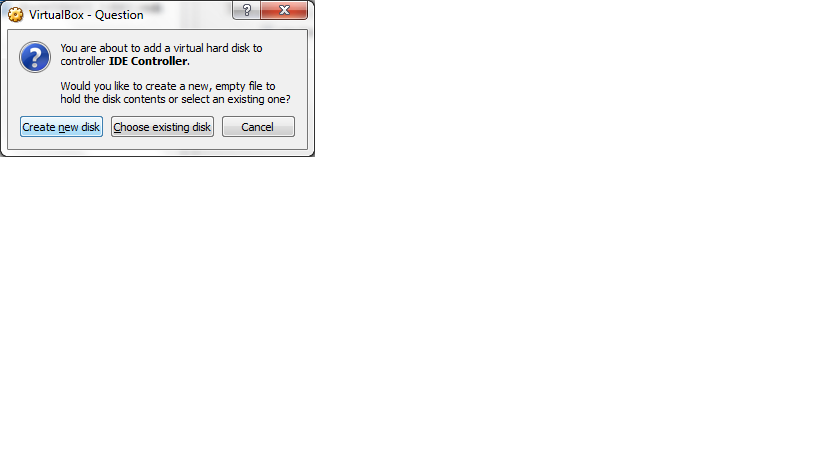 VirtualBox - Question
You are about to add a virtual hard disk to
controller IDE Controller.
Would you like to create a new, empty file to
hold the disk contents or select an existing one?
Create new disk Choose existing disk Cancel